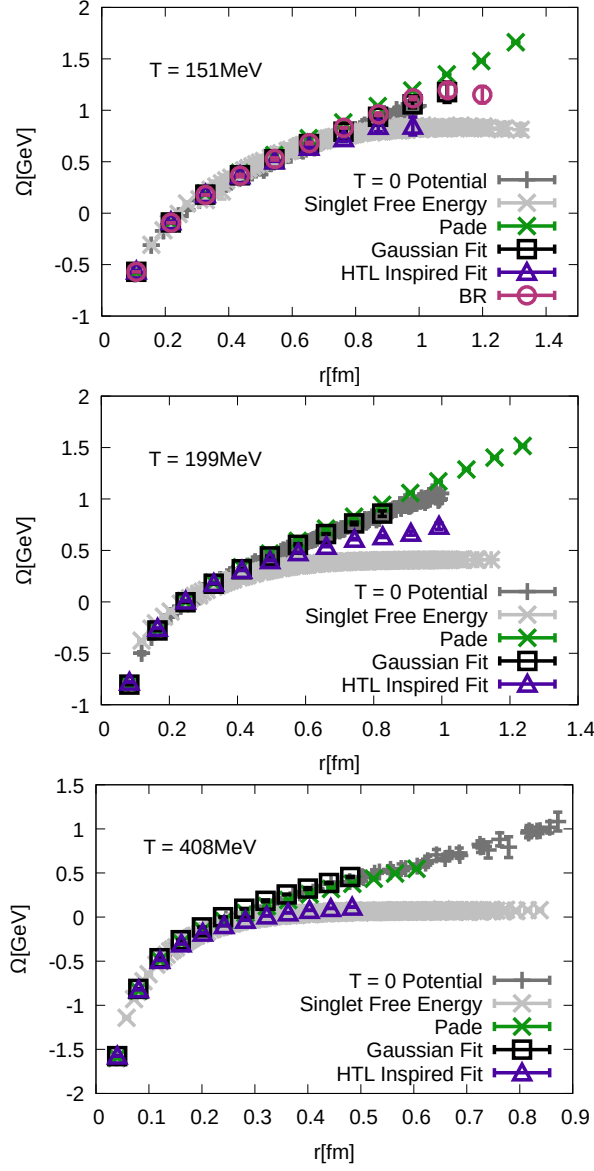 2
1.5
1
0.5
0
-0.5
-1
Ω[GeV]
T = 151MeV
T = 0 Potential
Singlet Free Energy
Pade
Gaussian Fit
HTL Inspired Fit
BR
0 0.2 0.4 0.6 0.8 1 1.2 1.4
r[fm]
2
1.5
1
0.5
0
-0.5
-1
Ω[GeV]
T = 199MeV
T = 0 Potential
Singlet Free Energy
Pade
Gaussian Fit
HTL Inspired Fit
0 0.2 0.4 0.6 0.8 1 1.2 1.4
r[fm]
1.5
1
0.5
0
-0.5
-1
-1.5
-2
Ω[GeV]
T = 408MeV
T = 0 Potential
Singlet Free Energy
Pade
Gaussian Fit
HTL Inspired Fit
0 0.1 0.2 0.3 0.4 0.5 0.6 0.7 0.8 0.9
r[fm]